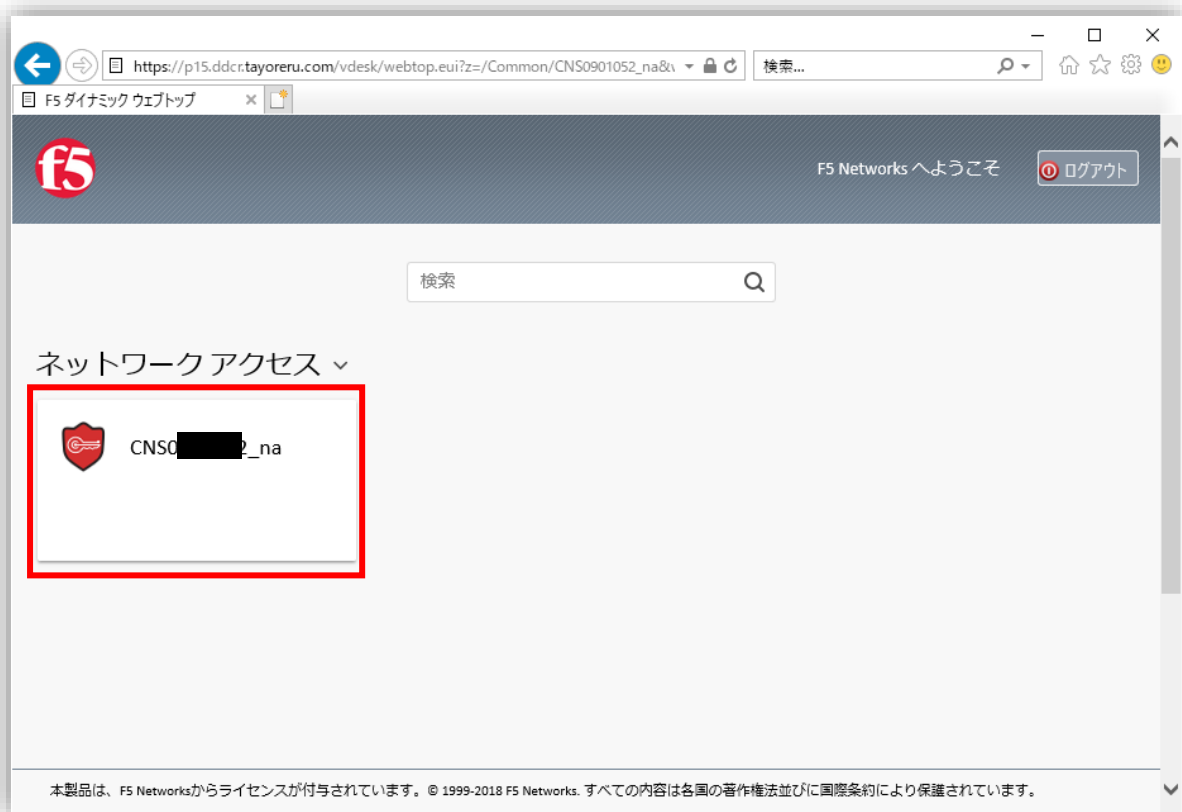 https://p15.ddcr.tayoreru.com/vdesk/webtop.eui?z=/Common/CNS0901052_na&
検索...
F5 ダイナミック ウェブトップ
f5
F5 Networks へようこそ
ログアウト
検索
ネットワーク アクセス
CNS0 2_na
本製品は、F5 Networksからライセンスが付与されています。© 1999-2018 F5 Networks. すべての内容は各国の著作権法並びに国際条約により保護されています。